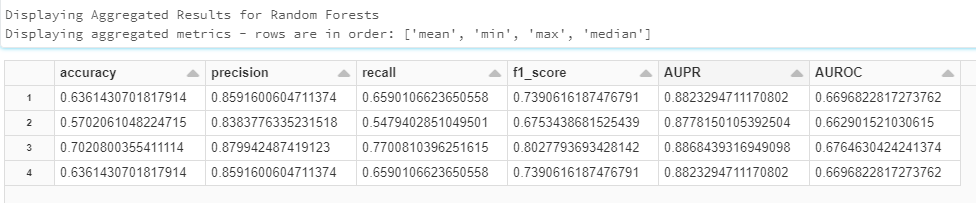 Displaying Aggregated Results for Random Forests
Displaying aggregated metrics - rows are in order: ['mean', 'min', 'max', 'median']
accuracy precision recall f1_score AUPR AUROC
1 0.6361430701817914 0.8591600604711374 0.6590106623650558 0.7390616187476791 0.8823294711170802 0.6696822817273762
2 0.5702061048224715 0.8383776335231518 0.5479402851049501 0.6753438681525439 0.8778150105392504 0.662901521030615
3 0.7020800355411114 0.879942487419123 0.7700810396251615 0.8027793693428142 0.8868439316949098 0.6764630424241374
4 0.6361430701817914 0.8591600604711374 0.6590106623650558 0.7390616187476791 0.8823294711170802 0.6696822817273762